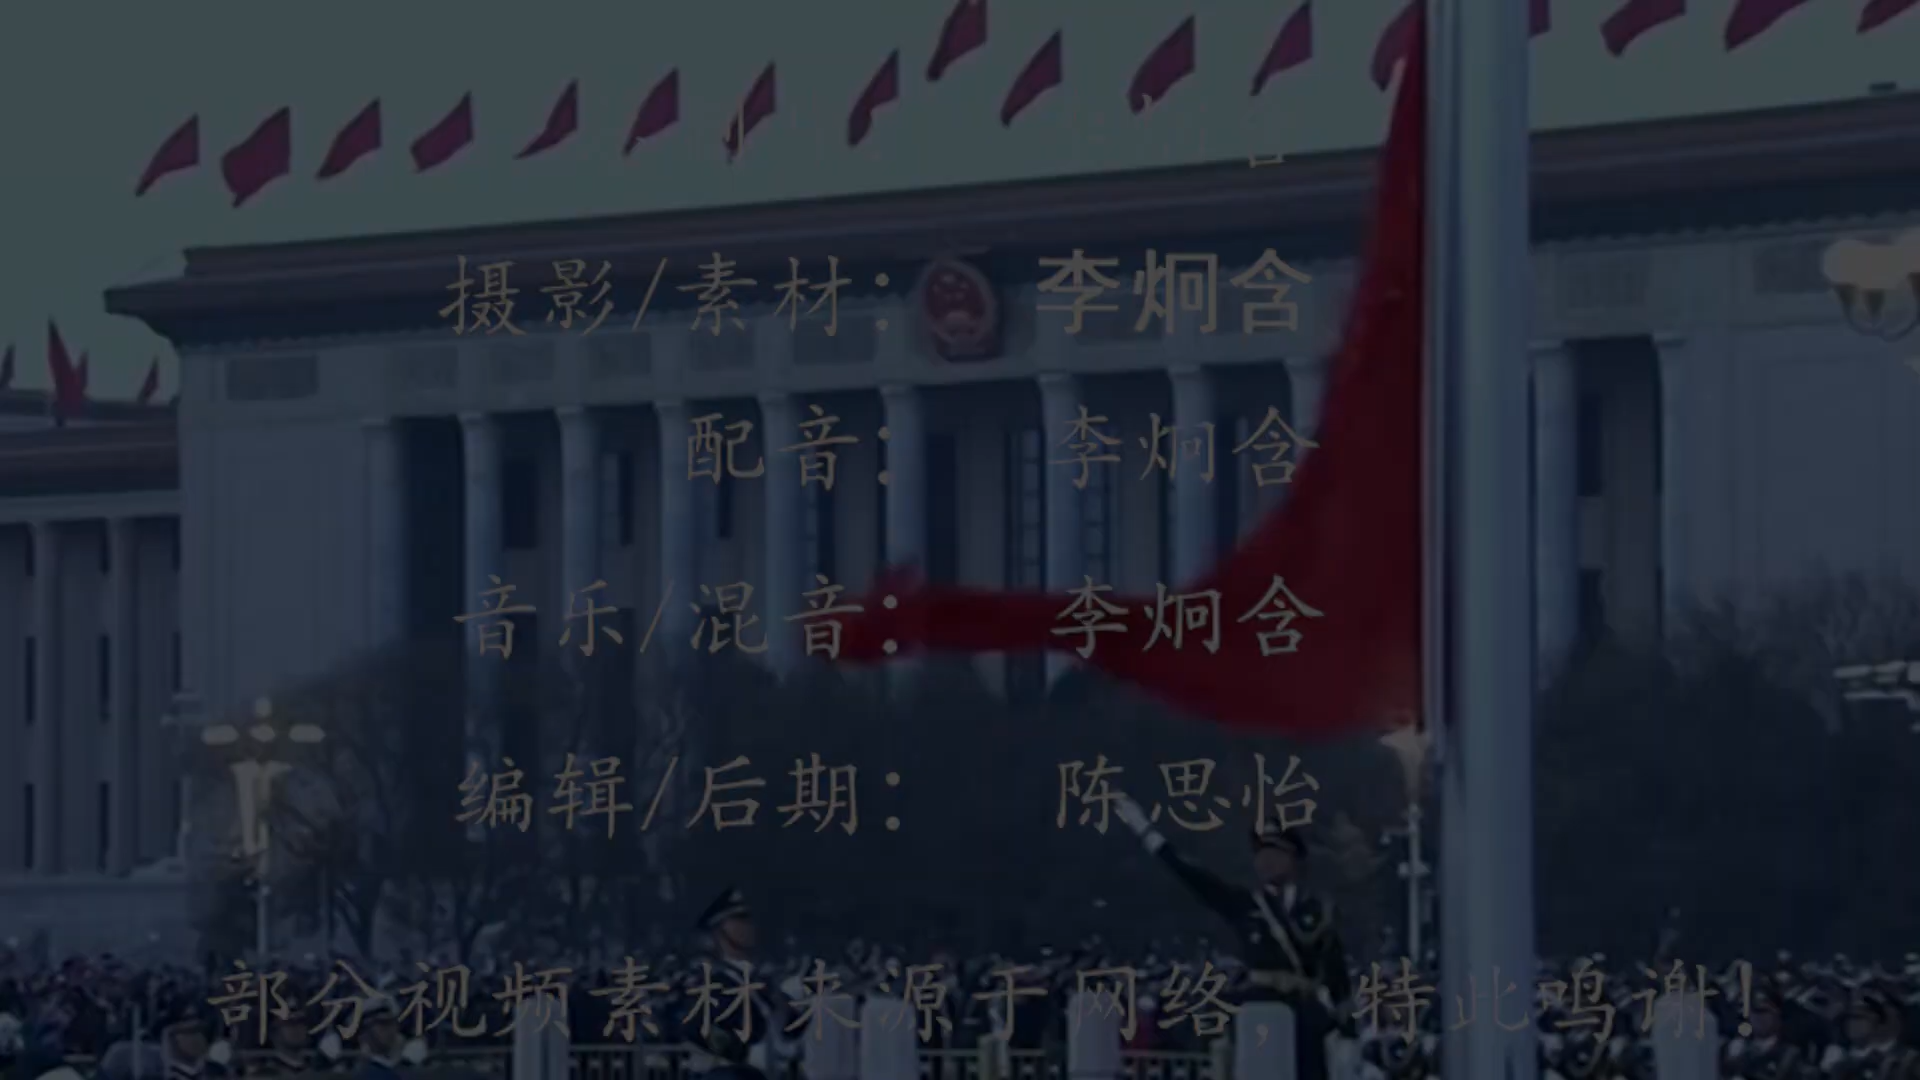 摄影/素材： 李炯含
配音： 李炯含
音乐/混音： 李炯含
编辑/后期： 陈思怡
部分视频素材来源于网络，特此鸣谢！